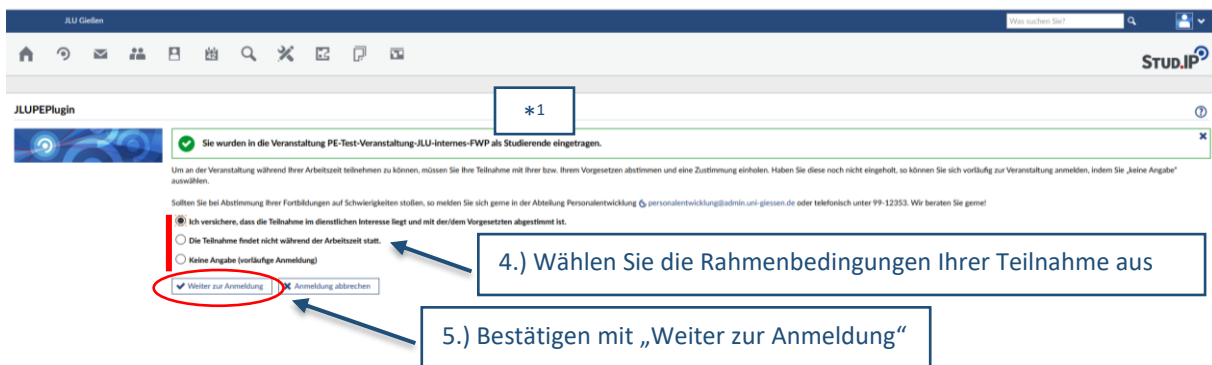 JLU Gießen
Was suchen Sie?
STUD.IP
JLUPEPlugin
*1
Sie wurden in die Veranstaltung PE-Test-Veranstaltung-JLU-internes-FWP als Studierende eingetragen.
Um an der Veranstaltung während Ihrer Arbeitszeit teilnehmen zu können, müssen Sie Ihre Teilnahme mit Ihrer bzw. Ihrem Vorgesetzten abstimmen und eine Zustimmung einholen. Haben Sie diese noch nicht eingeholt, so können Sie sich vorläufig zur Veranstaltung anmelden, indem Sie „keine Angabe“
auswählen.
Sollten Sie bei Abstimmung Ihrer Fortbildungen auf Schwierigkeiten stoßen, so melden Sie sich gerne in der Abteilung Personalentwicklung personalentwicklung@admin.uni-giessen.de oder telefonisch unter 99-12353. Wir beraten Sie gerne!
Ich versichere, dass die Teilnahme im dienstlichen Interesse liegt und mit der/dem Vorgesetzten abgestimmt ist.
Die Teilnahme findet nicht während der Arbeitszeit statt.
Keine Angabe (vorläufige Anmeldung)
4.) Wählen Sie die Rahmenbedingungen Ihrer Teilnahme aus
Weiter zur Anmeldung
Anmeldung abbrechen
5.) Bestätigen mit „Weiter zur Anmeldung“